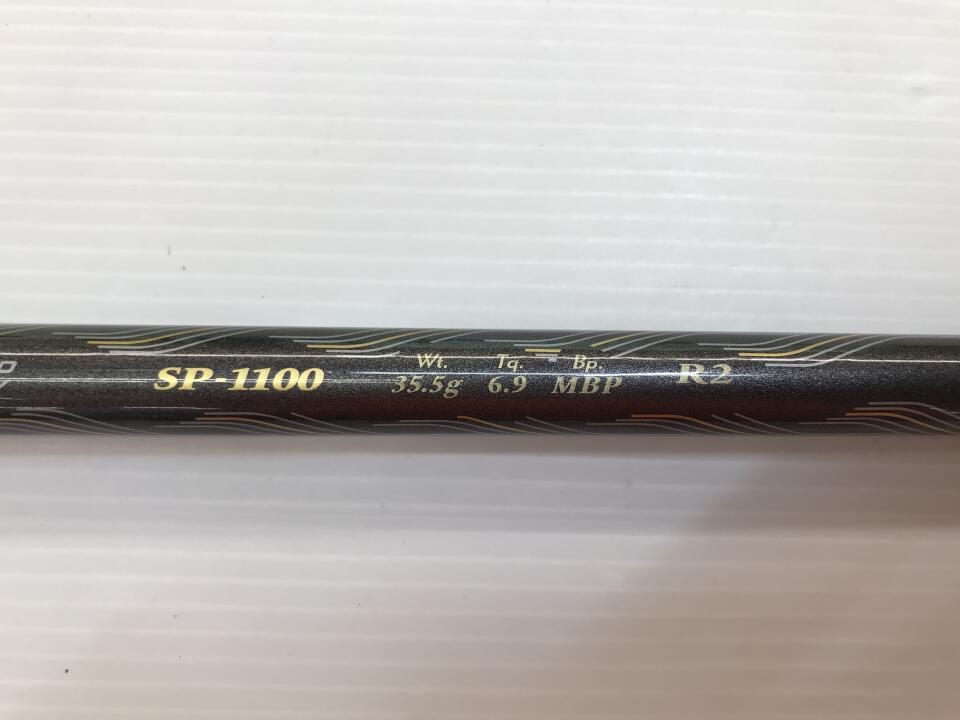 SP-1100
Wt. Tq. Bp.
35.5g 6.9 MBP
R2